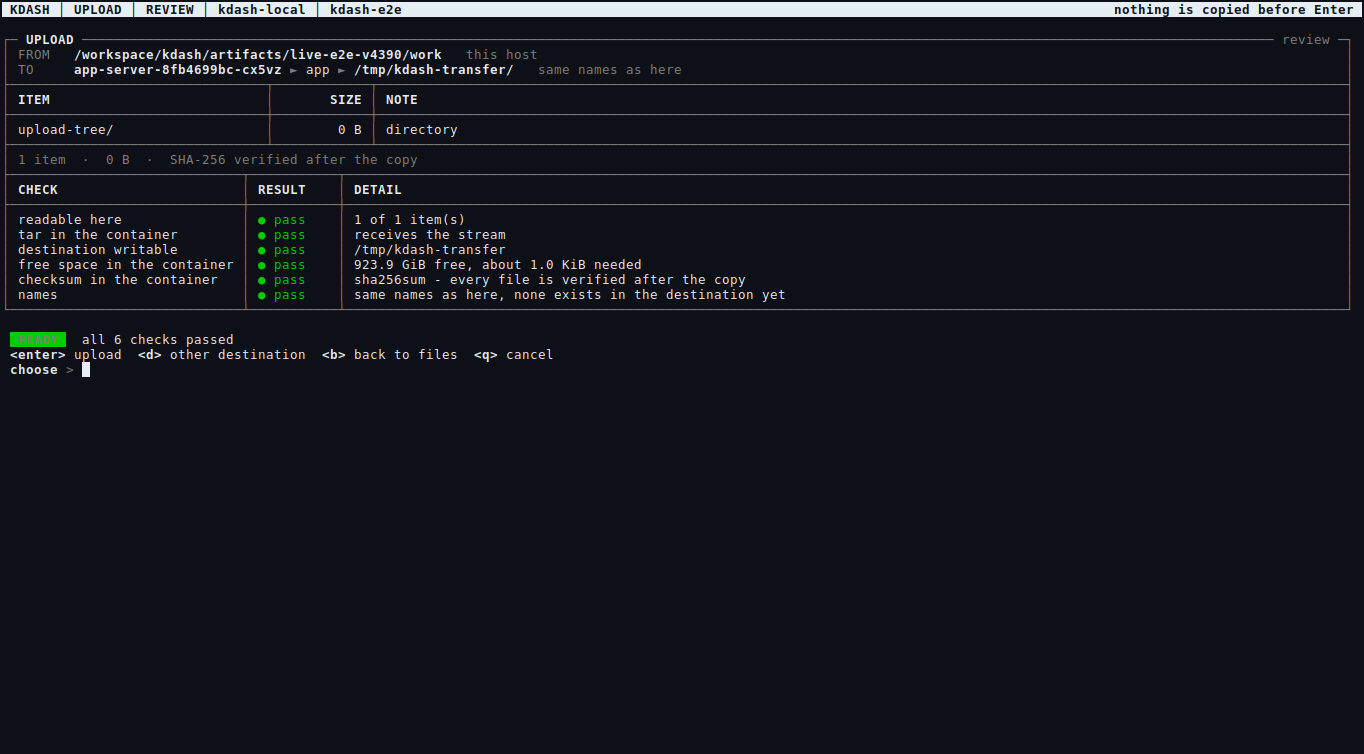 KDASH │ UPLOAD │ REVIEW │ kdash-local │ kdash-e2e nothing is copied before Enter
UPLOAD review
FROM /workspace/kdash/artifacts/live-e2e-v4390/work this host
TO app-server-8fb4699bc-cx5vz ► app ► /tmp/kdash-transfer/ same names as here
ITEM │ SIZE │ NOTE
upload-tree/ │ 0 B │ directory
1 item · 0 B · SHA-256 verified after the copy
CHECK │ RESULT │ DETAIL
readable here │ ● pass │ 1 of 1 item(s)
tar in the container │ ● pass │ receives the stream
destination writable │ ● pass │ /tmp/kdash-transfer
free space in the container │ ● pass │ 923.9 GiB free, about 1.0 KiB needed
checksum in the container │ ● pass │ sha256sum - every file is verified after the copy
names │ ● pass │ same names as here, none exists in the destination yet
READY all 6 checks passed
<enter> upload <d> other destination <b> back to files <q> cancel
choose >